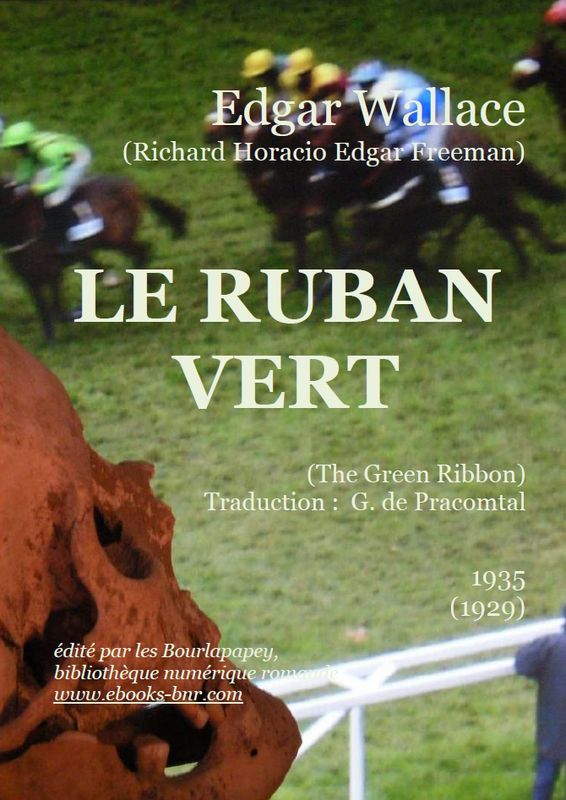 Edgar Wallace
(Richard Horacio Edgar Freeman)
LE RUBAN
VERT
(The Green Ribbon)
Traduction : G. de Pracomtal
1935
(1929)
édité par les Bourlapapey,
bibliothèque numérique romande
www.ebooks-bnr.com